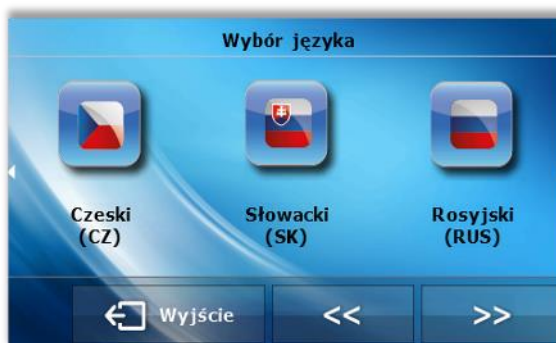 Wybór języka
Czeski
(CZ)
Słowacki
(SK)
Rosyjski
(RUS)
Wyjście
<<
>>